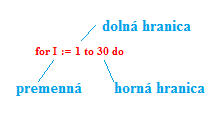 dolná hranica
for I := 1 to 30 do
premenná horná hranica